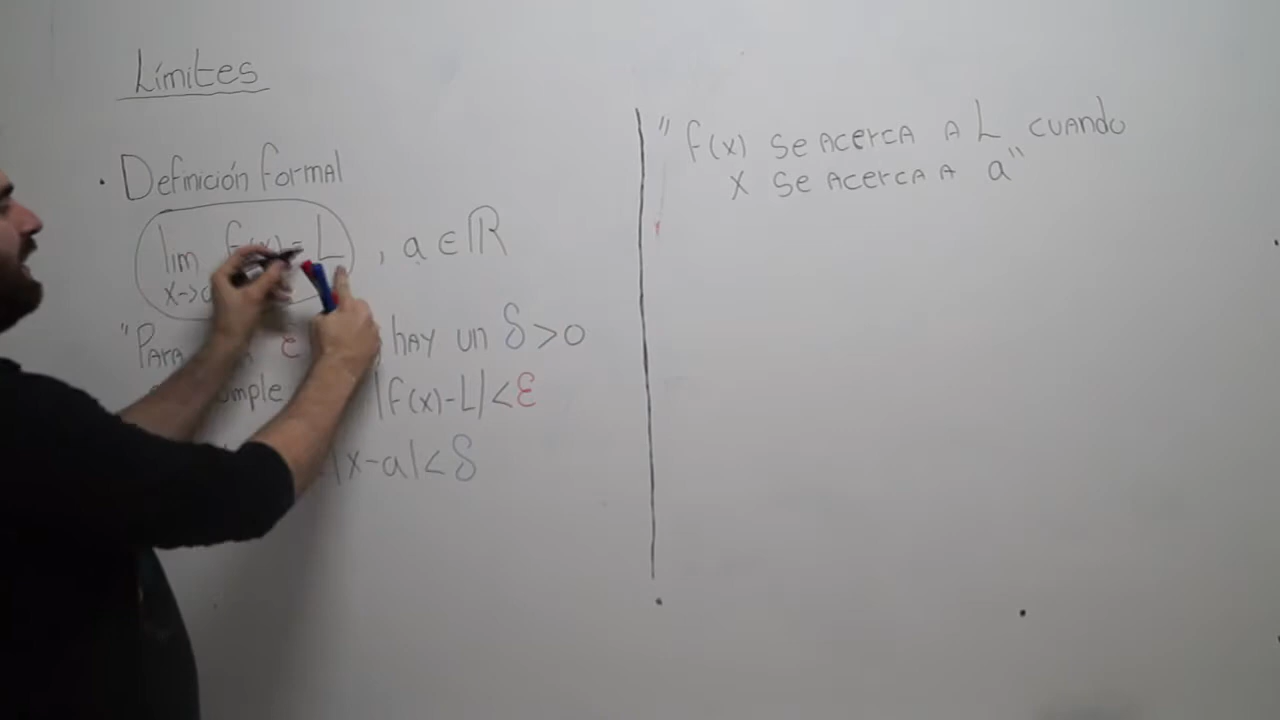 Límites
• Definición formal
lim f(x)=L , a ∈ ℝ
x->
"Para ε hay un δ>0
|f(x)-L|<ε
|x-a|<δ
"f(x) se acerca a L cuando
x se acerca a a"